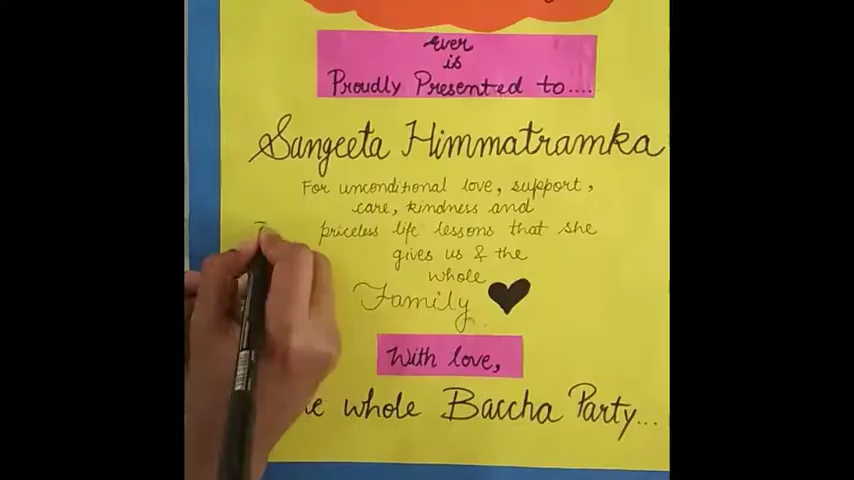 Ever
is
Proudly Presented to....
Sangeeta Himmatramka
For unconditional love, support,
care, kindness and
priceless life lessons that she
gives us & the
whole
Family
With love,
whole Baccha Party...